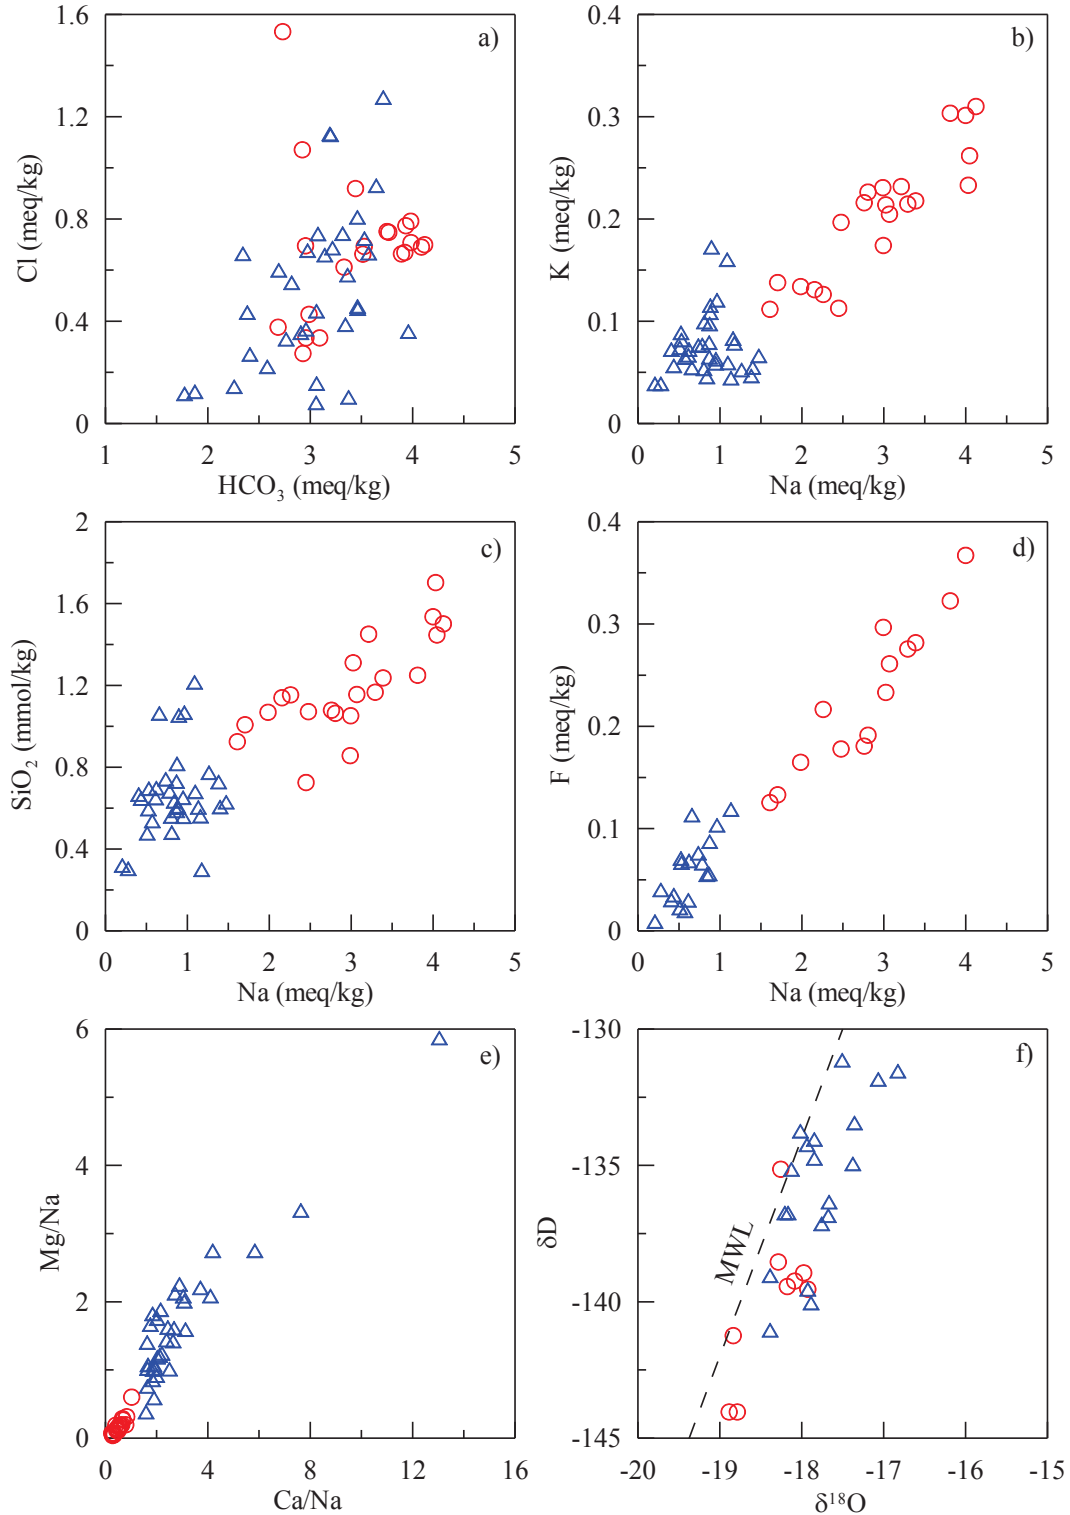 1.6
a)
1.2
0.8
0.4
0
Cl (meq/kg)
1 2 3 4 5
HCO₃ (meq/kg)
0.4
b)
0.3
0.2
0.1
0
K (meq/kg)
0 1 2 3 4 5
Na (meq/kg)
2
c)
1.6
1.2
0.8
0.4
0
SiO₂ (mmol/kg)
0 1 2 3 4 5
Na (meq/kg)
0.4
d)
0.3
0.2
0.1
0
F (meq/kg)
0 1 2 3 4 5
Na (meq/kg)
6
e)
4
2
0
Mg/Na
0 4 8 12 16
Ca/Na
-130
f)
-135
-140
-145
δD
MWL
-20 -19 -18 -17 -16 -15
δ¹⁸O